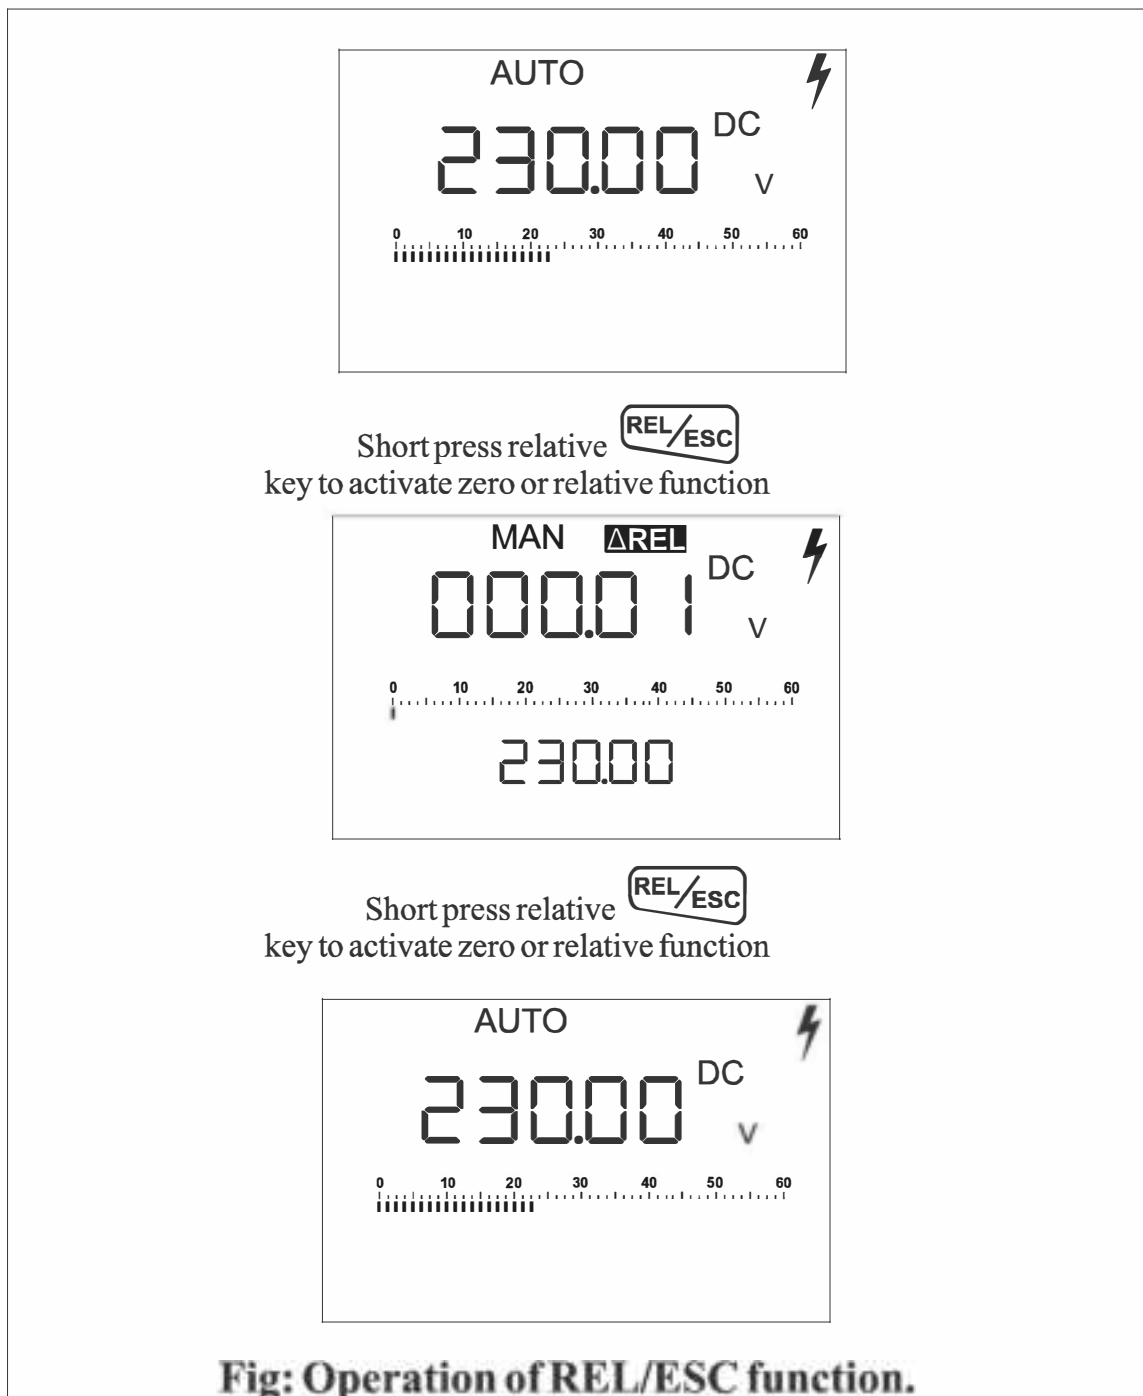 AUTO
230.00 DC
V
0 10 20 30 40 50 60
Short press relative REL/ESC
key to activate zero or relative function
MAN ΔREL
000.01 DC
V
0 10 20 30 40 50 60
230.00
Short press relative REL/ESC
key to activate zero or relative function
AUTO
230.00 DC
V
0 10 20 30 40 50 60
Fig: Operation of REL/ESC function.